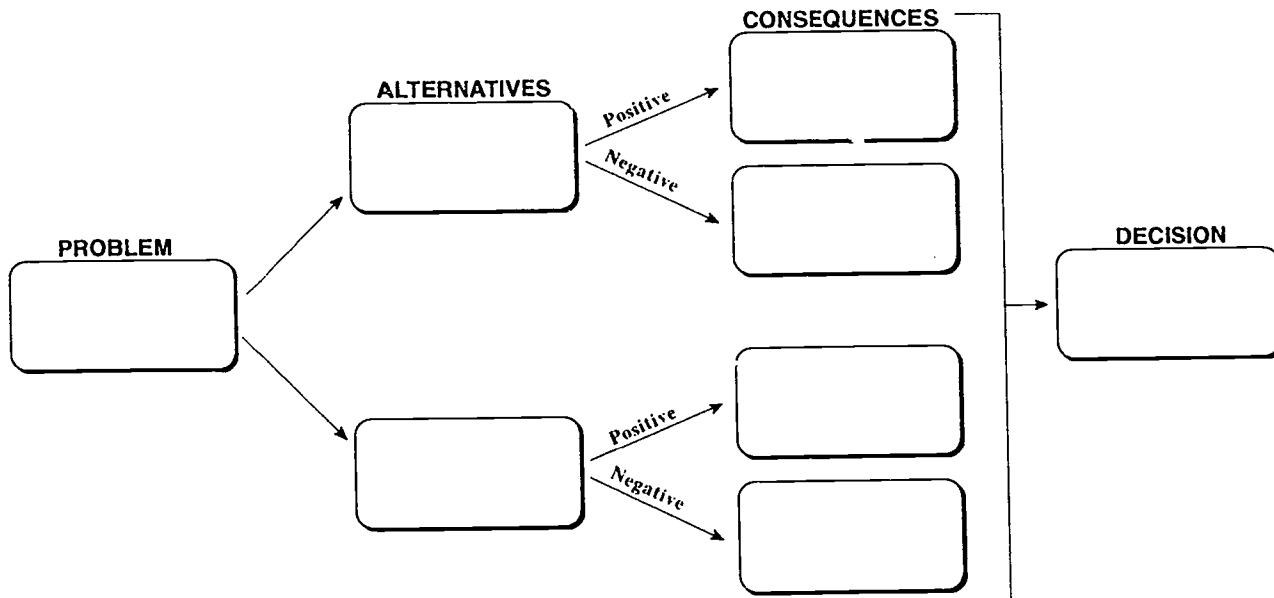 CONSEQUENCES
ALTERNATIVES
Positive
Negative
PROBLEM
DECISION
Positive
Negative